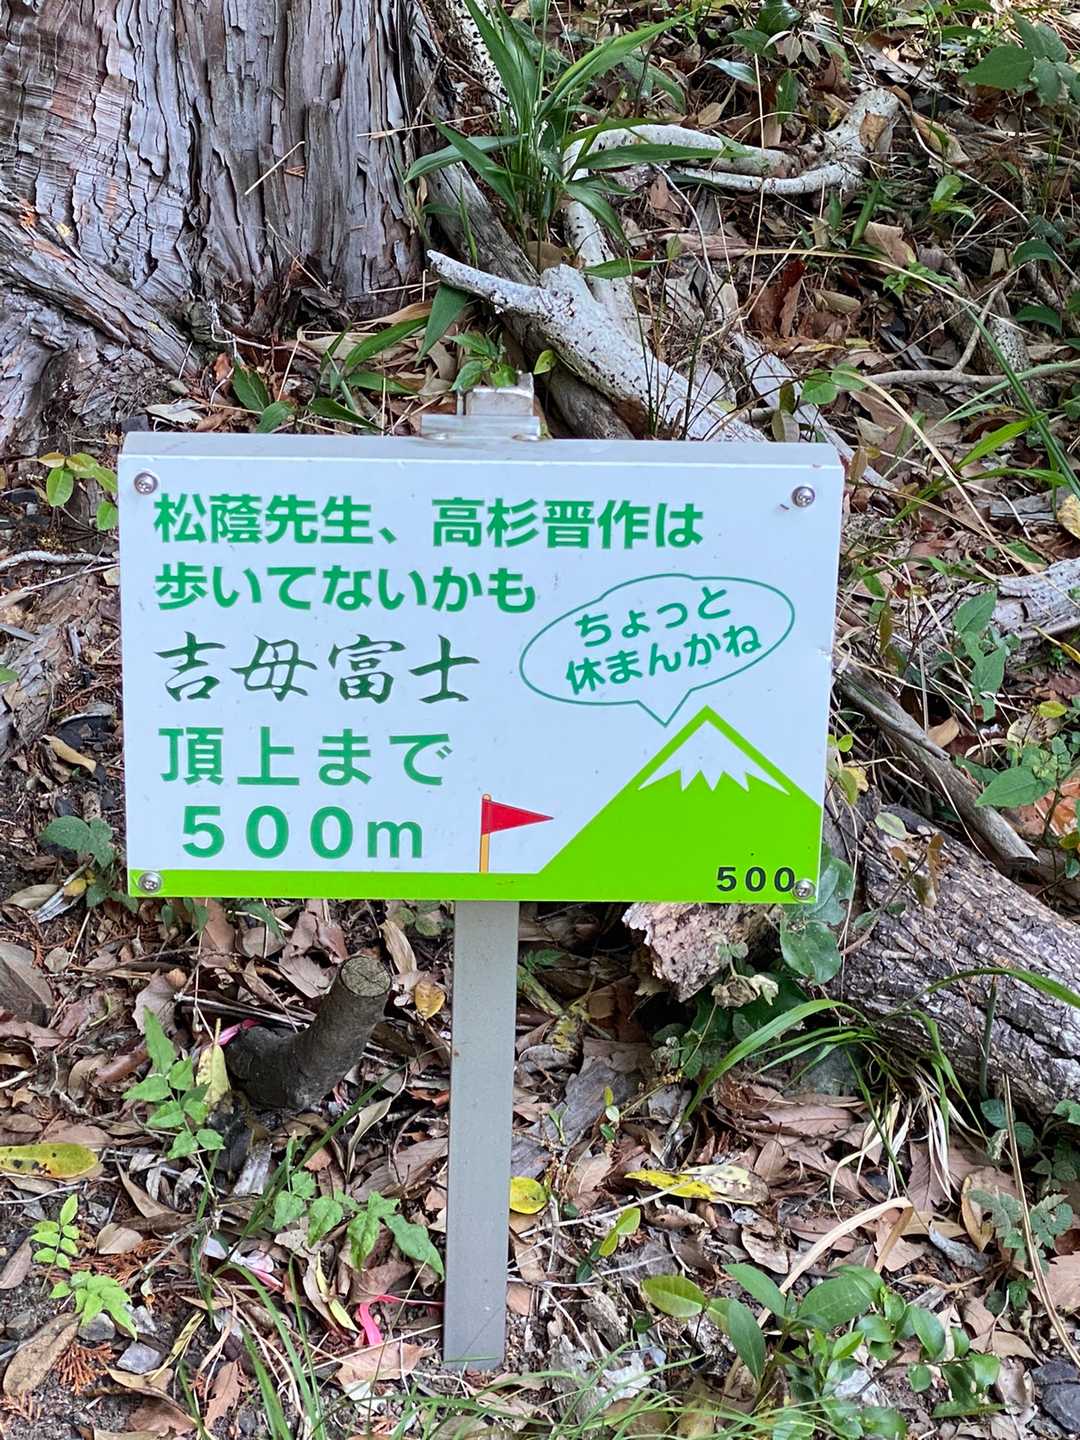 松蔭先生、高杉晋作は
歩いてないかも
吉母富士
頂上まで
500m
ちょっと
休まんかね
500